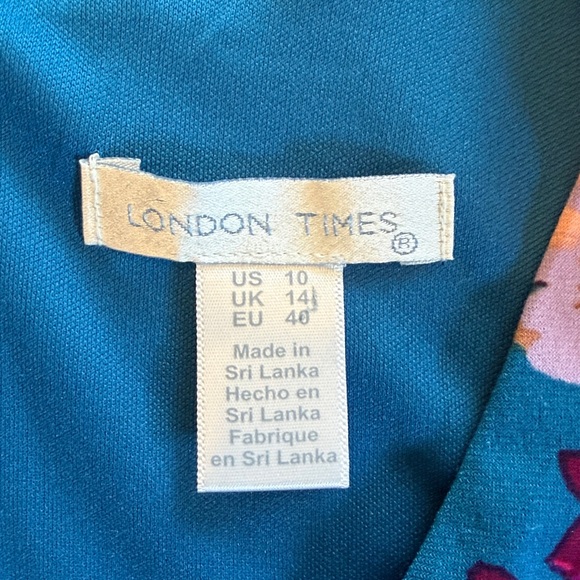 LONDON TIMES ®
US 10
UK 14
EU 40
Made in
Sri Lanka
Hecho en
Sri Lanka
Fabrique
en Sri Lanka